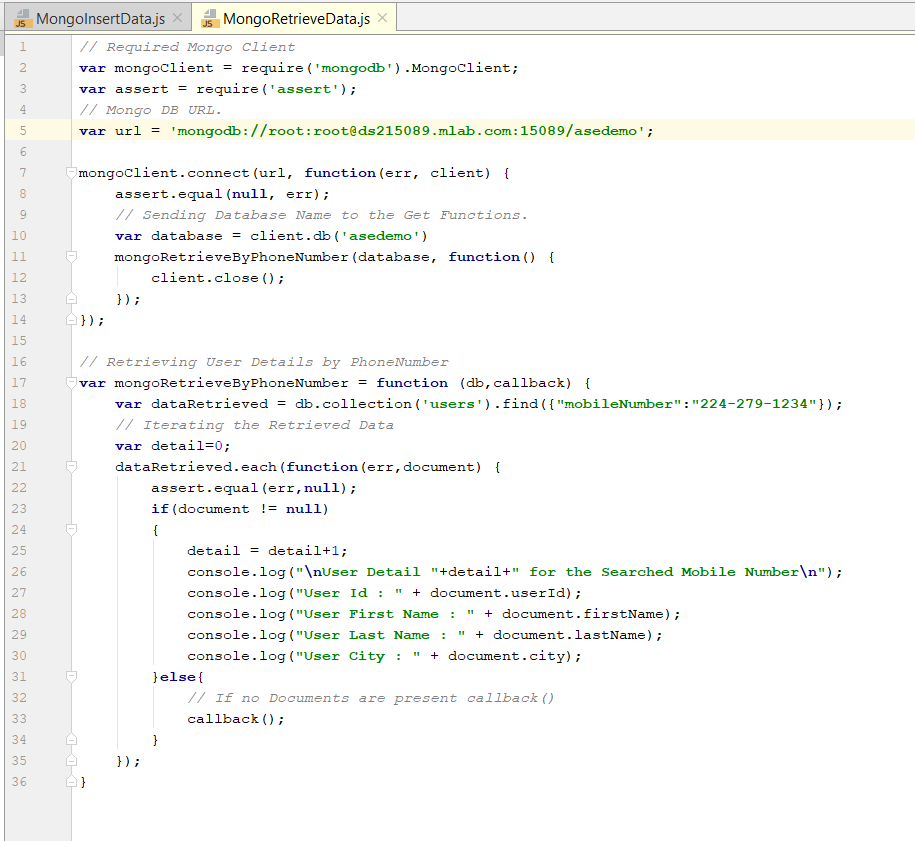 MongoInsertData.js
MongoRetrieveData.js
1 // Required Mongo Client
2 var mongoClient = require('mongodb').MongoClient;
3 var assert = require('assert');
4 // Mongo DB URL.
5 var url = 'mongodb://root:root@ds215089.mlab.com:15089/asedemo';
6
7 mongoClient.connect(url, function(err, client) {
8     assert.equal(null, err);
9     // Sending Database Name to the Get Functions.
10     var database = client.db('asedemo')
11     mongoRetrieveByPhoneNumber(database, function() {
12         client.close();
13     });
14 });
15
16 // Retrieving User Details by PhoneNumber
17 var mongoRetrieveByPhoneNumber = function (db,callback) {
18     var dataRetrieved = db.collection('users').find({"mobileNumber":"224-279-1234"});
19     // Iterating the Retrieved Data
20     var detail=0;
21     dataRetrieved.each(function(err,document) {
22         assert.equal(err,null);
23         if(document != null)
24         {
25             detail = detail+1;
26             console.log("\nUser Detail "+detail+" for the Searched Mobile Number\n");
27             console.log("User Id : " + document.userId);
28             console.log("User First Name : " + document.firstName);
29             console.log("User Last Name : " + document.lastName);
30             console.log("User City : " + document.city);
31         }else{
32             // If no Documents are present callback()
33             callback();
34         }
35     });
36 }